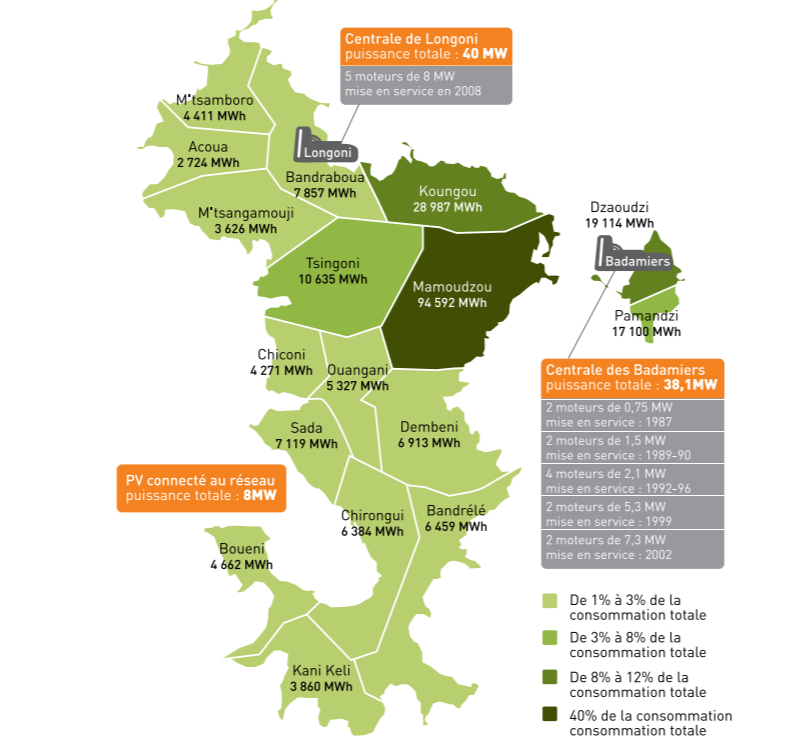 Centrale de Longoni
puissance totale : 40 MW
5 moteurs de 8 MW
mise en service en 2008
M'tsamboro
4 411 MWh
Acoua
2 724 MWh
Longoni
Bandraboua
7 857 MWh
Koungou
28 987 MWh
M'tsangamouji
3 626 MWh
Dzaoudzi
19 114 MWh
Badamiers
Tsingoni
10 635 MWh
Mamoudzou
94 592 MWh
Pamandzi
17 100 MWh
Chiconi
4 271 MWh
Ouangani
5 327 MWh
Centrale des Badamiers
puissance totale : 38,1MW
2 moteurs de 0,75 MW
mise en service : 1987
2 moteurs de 1,5 MW
mise en service : 1989-90
4 moteurs de 2,1 MW
mise en service : 1992-96
2 moteurs de 5,3 MW
mise en service : 1999
2 moteurs de 7,3 MW
mise en service : 2002
Sada
7 119 MWh
Dembeni
6 913 MWh
PV connecté au réseau
puissance totale : 8MW
Chirongui
6 384 MWh
Bandrélé
6 459 MWh
Boueni
4 662 MWh
Kani Keli
3 860 MWh
De 1% à 3% de la
consommation totale
De 3% à 8% de la
consommation totale
De 8% à 12% de la
consommation totale
40% de la consommation
consommation totale